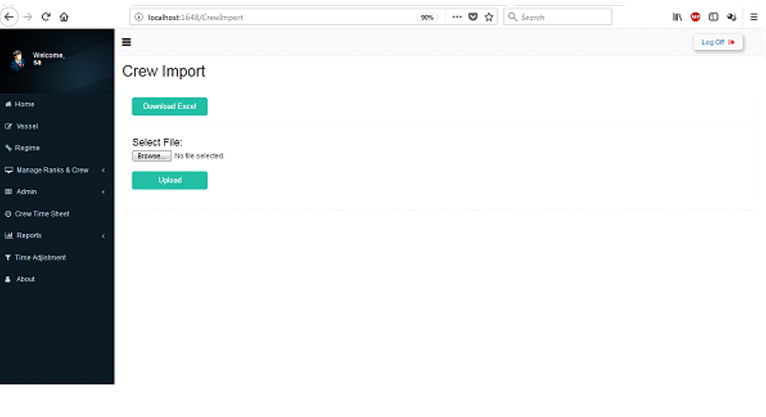 localhost:1648/CrewImport
90%
Search
Welcome,
sa
Log Off
Crew Import
Home
Download Excel
Vessel
Select File:
Regime
Browse... No file selected.
Manage Ranks & Crew
Upload
Admin
Crew Time Sheet
Reports
Time Adjistment
About